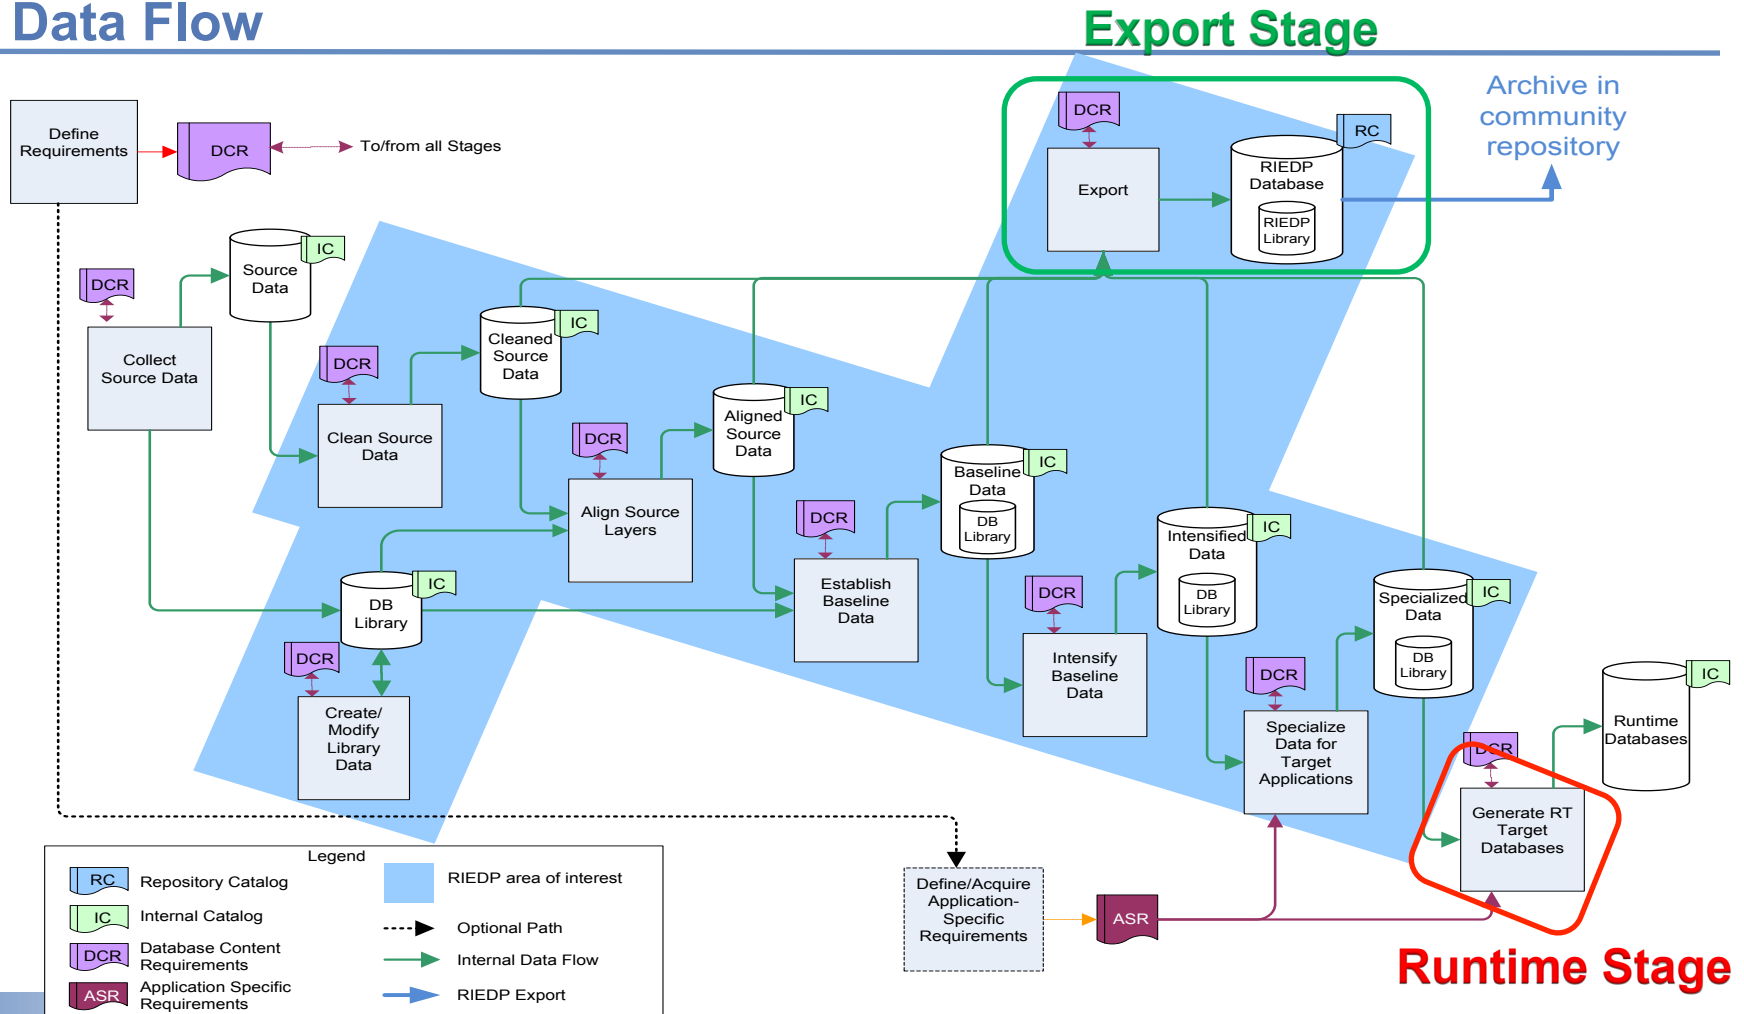 Data Flow
Export Stage
Archive in
community
repository
Define
Requirements
DCR
To/from all Stages
DCR
Export
RC
RIEDP
Database
RIEDP
Library
Source
Data
IC
DCR
Collect
Source Data
Cleaned
Source
Data
IC
DCR
Clean Source
Data
Aligned
Source
Data
IC
DCR
Align Source
Layers
Baseline
Data
DB
Library
IC
DCR
Establish
Baseline
Data
DB
Library
IC
DCR
Create/
Modify
Library
Data
Intensified
Data
DB
Library
IC
DCR
Intensify
Baseline
Data
Specialized
Data
DB
Library
IC
DCR
Specialize
Data for
Target
Applications
Runtime
Databases
IC
DCR
Generate RT
Target
Databases
Define/Acquire
Application-
Specific
Requirements
ASR
Runtime Stage
Legend
RC
Repository Catalog
IC
Internal Catalog
DCR
Database Content
Requirements
ASR
Application Specific
Requirements
RIEDP area of interest
Optional Path
Internal Data Flow
RIEDP Export